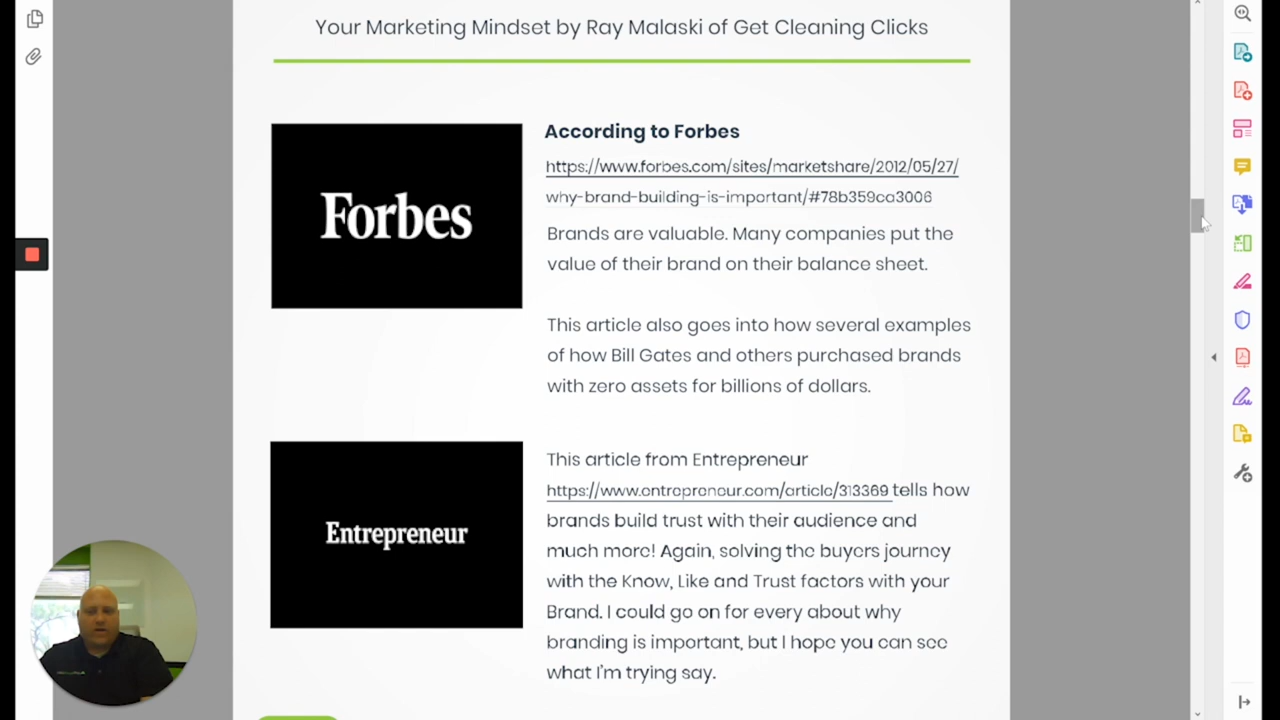 Your Marketing Mindset by Ray Malaski of Get Cleaning Clicks
Forbes
According to Forbes
https://www.forbes.com/sites/marketshare/2012/05/27/
why-brand-building-is-important/#78b359ca3006
Brands are valuable. Many companies put the
value of their brand on their balance sheet.
This article also goes into how several examples
of how Bill Gates and others purchased brands
with zero assets for billions of dollars.
Entrepreneur
This article from Entrepreneur
https://www.entrepreneur.com/article/313369 tells how
brands build trust with their audience and
much more! Again, solving the buyers journey
with the Know, Like and Trust factors with your
Brand. I could go on for every about why
branding is important, but I hope you can see
what I'm trying say.